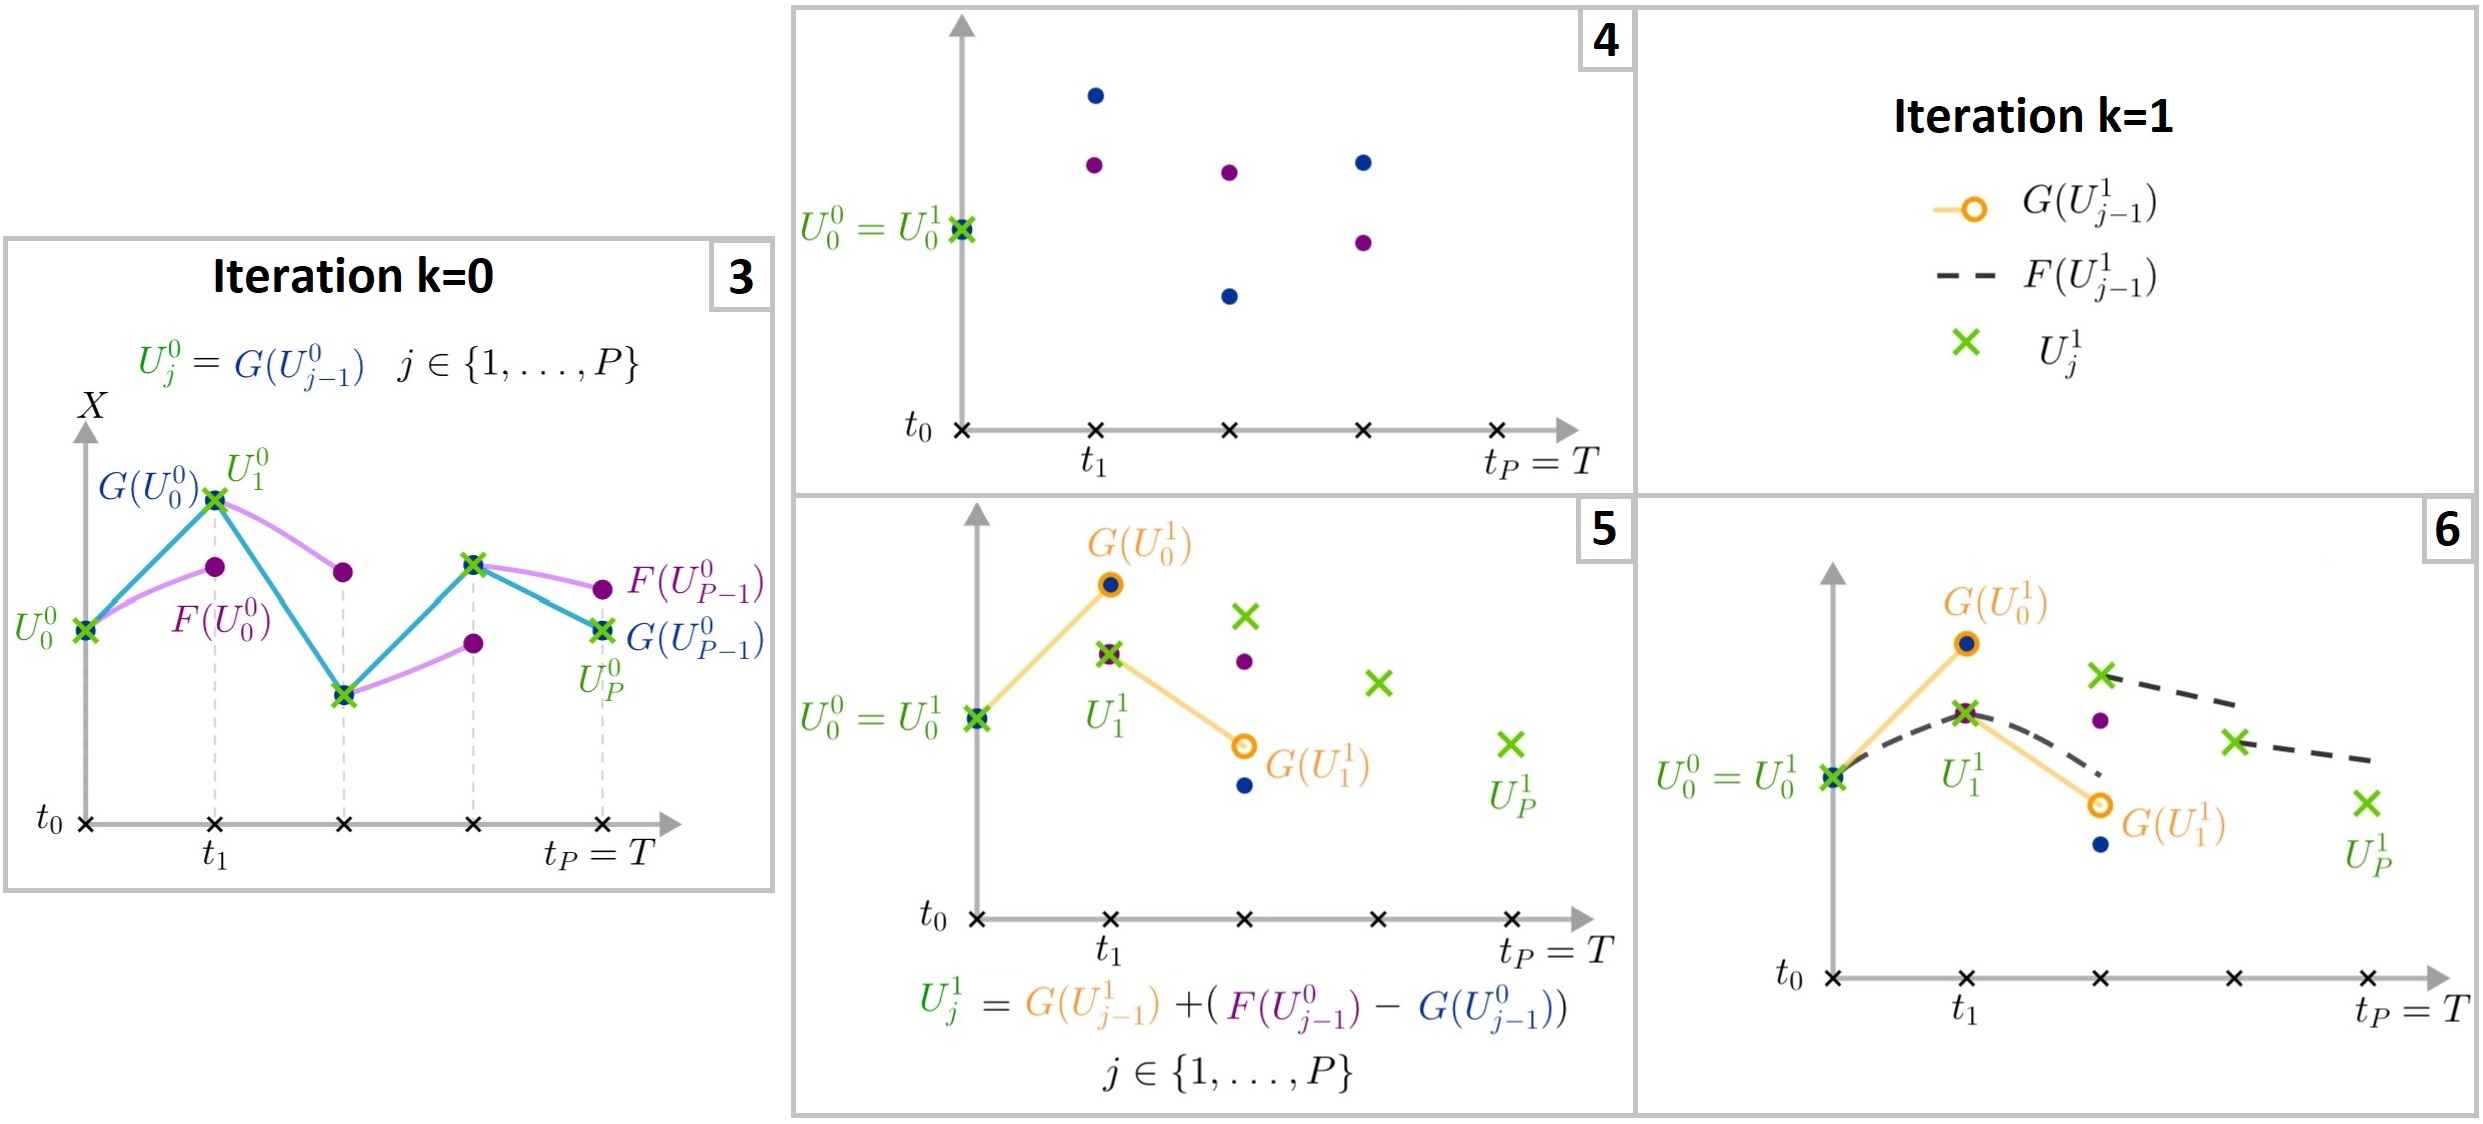 3
Iteration k=0
U_j^0 = G(U_{j-1}^0) j ∈ {1, ..., P}
X
G(U_0^0)
U_1^0
F(U_0^0)
U_0^0
F(U_{P-1}^0)
G(U_{P-1}^0)
U_P^0
t_0
t_1
t_P = T
4
U_0^0 = U_0^1
t_0
t_1
t_P = T
Iteration k=1
G(U_{j-1}^1)
F(U_{j-1}^1)
U_j^1
5
G(U_0^1)
U_0^0 = U_0^1
U_1^1
G(U_1^1)
U_P^1
t_0
t_1
t_P = T
U_j^1 = G(U_{j-1}^1) +( F(U_{j-1}^0) − G(U_{j-1}^0))
j ∈ {1, ..., P}
6
G(U_0^1)
U_0^0 = U_0^1
U_1^1
G(U_1^1)
U_P^1
t_0
t_1
t_P = T